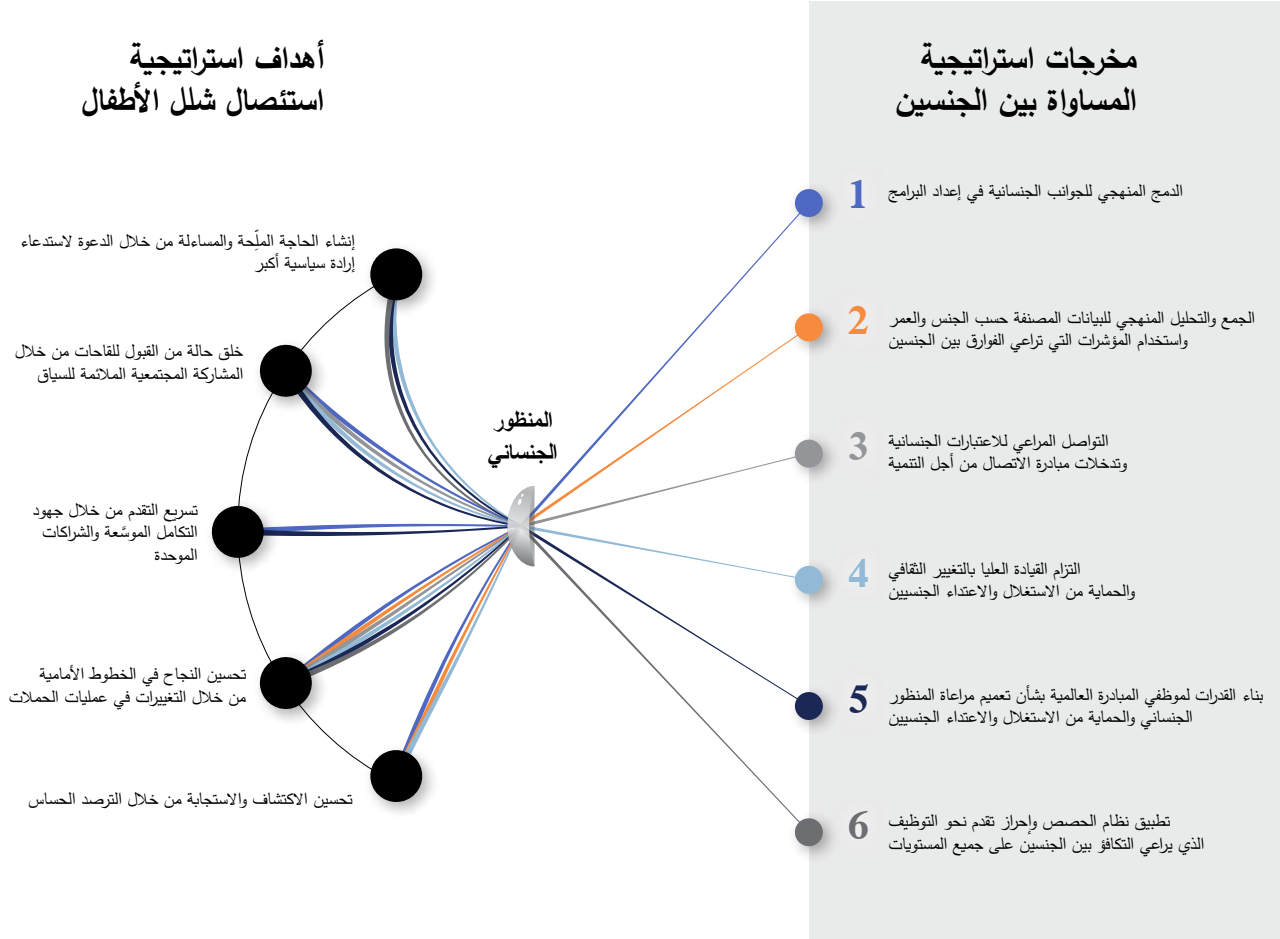 مخرجات استراتيجية
المساواة بين الجنسين
1
الدمج المنهجي للجوانب الجنسانية في إعداد البرامج
2
الجمع والتحليل المنهجي للبيانات المصنفة حسب الجنس والعمر
واستخدام المؤشرات التي تراعي الفوارق بين الجنسين
3
التواصل المراعي للاعتبارات الجنسانية
وتدخلات مبادرة الاتصال من أجل التنمية
4
التزام القيادة العليا بالتغيير الثقافي
والحماية من الاستغلال والاعتداء الجنسيين
5
بناء القدرات لموظفي المبادرة العالمية بشأن تعميم مراعاة المنظور
الجنساني والحماية من الاستغلال والاعتداء الجنسيين
6
تطبيق نظام الحصص وإحراز تقدم نحو التوظيف
الذي يراعي التكافؤ بين الجنسين على جميع المستويات
المنظور
الجنساني
أهداف استراتيجية
استئصال شلل الأطفال
إنشاء الحاجة الملّحة والمساءلة من خلال الدعوة لاستدعاء
إرادة سياسية أكبر
خلق حالة من القبول للقاحات من خلال
المشاركة المجتمعية الملائمة للسياق
تسريع التقدم من خلال جهود
التكامل الموسَّعة والشراكات
الموحدة
تحسين النجاح في الخطوط الأمامية
من خلال التغييرات في عمليات الحملات
تحسين الاكتشاف والاستجابة من خلال الترصد الحساس